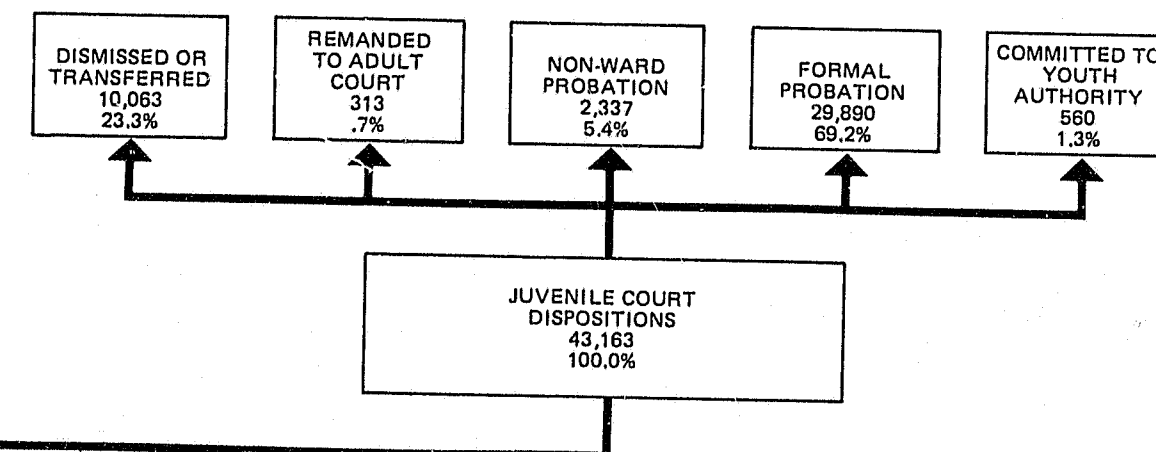 DISMISSED OR
TRANSFERRED
10,063
23.3%
REMANDED
TO ADULT
COURT
313
.7%
NON-WARD
PROBATION
2,337
5.4%
FORMAL
PROBATION
29,890
69.2%
COMMITTED TO
YOUTH
AUTHORITY
560
1.3%
JUVENILE COURT
DISPOSITIONS
43,163
100.0%